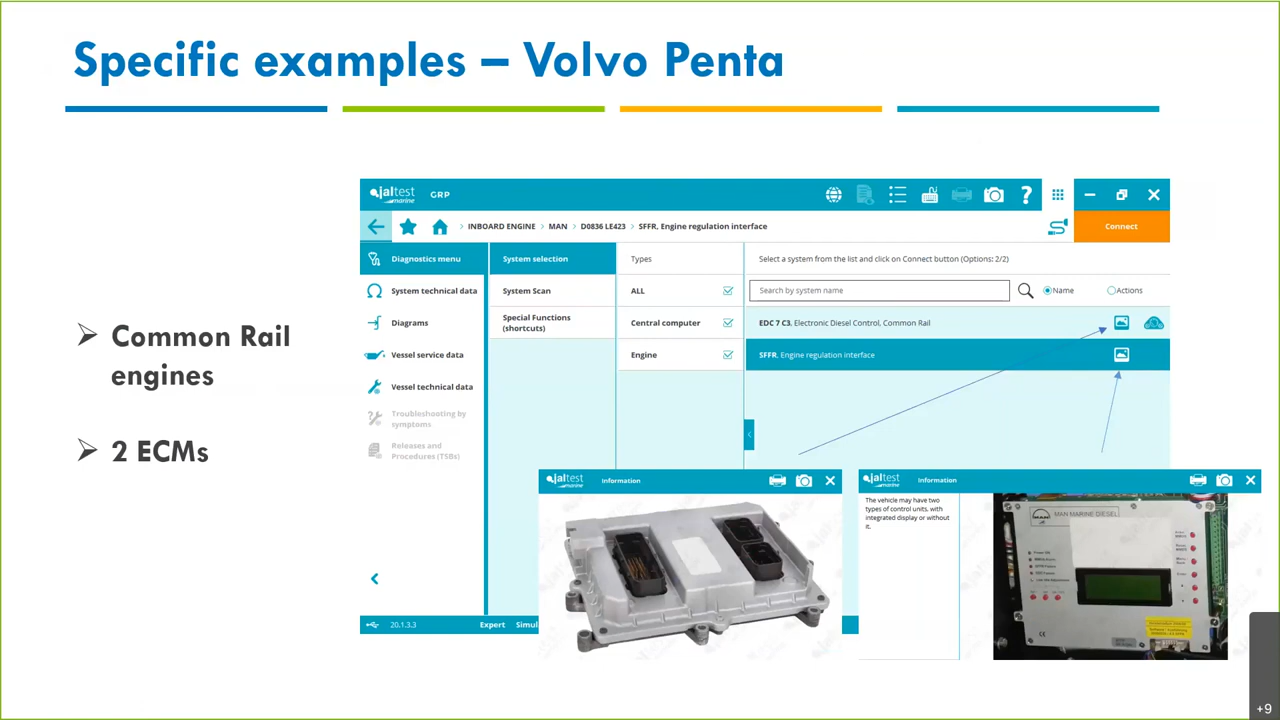 Specific examples – Volvo Penta
Common Rail
engines
2 ECMs
jaltest
marine
GRP
INBOARD ENGINE > MAN > D0836 LE423 > SFFR, Engine regulation interface
Connect
Diagnostics menu
System technical data
Diagrams
Vessel service data
Vessel technical data
Troubleshooting by
symptoms
Releases and
Procedures (TSBs)
System selection
System Scan
Special Functions
(shortcuts)
Types
ALL
Central computer
Engine
Select a system from the list and click on Connect button (Options: 2/2)
Search by system name
Name
Actions
EDC 7 C3, Electronic Diesel Control, Common Rail
SFFR, Engine regulation interface
20.1.3.3
Expert
Simul
jaltest
marine
Information
jaltest
marine
Information
The vehicle may have two
types of control units, with
integrated display or without
it.
MAN
MAN MARINE DIESEL
+9